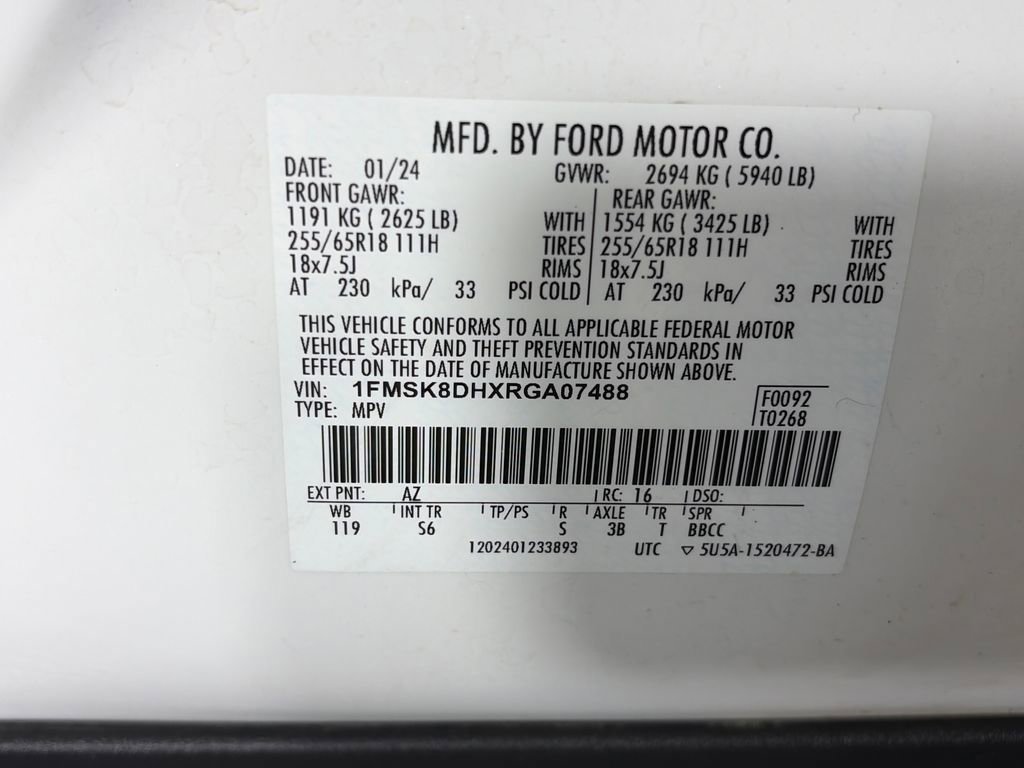 MFD. BY FORD MOTOR CO.
DATE: 01/24 GVWR: 2694 KG ( 5940 LB)
FRONT GAWR: REAR GAWR:
1191 KG ( 2625 LB) WITH 1554 KG ( 3425 LB) WITH
255/65R18 111H TIRES 255/65R18 111H TIRES
18x7.5J RIMS 18x7.5J RIMS
AT 230 kPa/ 33 PSI COLD AT 230 kPa/ 33 PSI COLD
THIS VEHICLE CONFORMS TO ALL APPLICABLE FEDERAL MOTOR
VEHICLE SAFETY AND THEFT PREVENTION STANDARDS IN
EFFECT ON THE DATE OF MANUFACTURE SHOWN ABOVE.
VIN: 1FMSK8DHXRGA07488 F0092
TYPE: MPV T0268
EXT PNT: AZ RC: 16 DSO:
WB INT TR TP/PS R AXLE TR SPR
119 S6 S 3B T BBCC
1202401233893 UTC ▽ 5U5A-1520472-BA